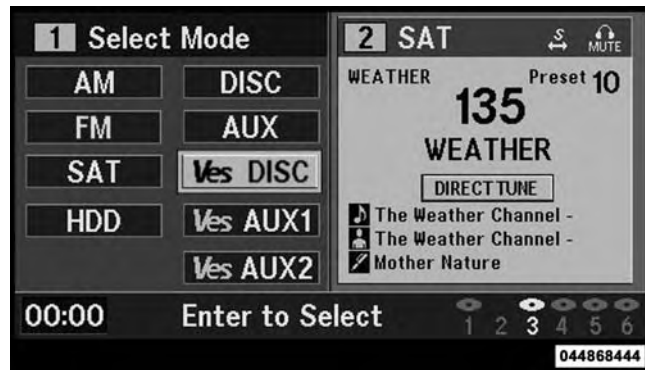 1 Select Mode
AM
FM
SAT
HDD
DISC
AUX
Ves DISC
Ves AUX1
Ves AUX2
2 SAT S MUTE
WEATHER Preset 10
135
WEATHER
DIRECT TUNE
The Weather Channel -
The Weather Channel -
Mother Nature
00:00 Enter to Select 1 2 3 4 5 6
044868444